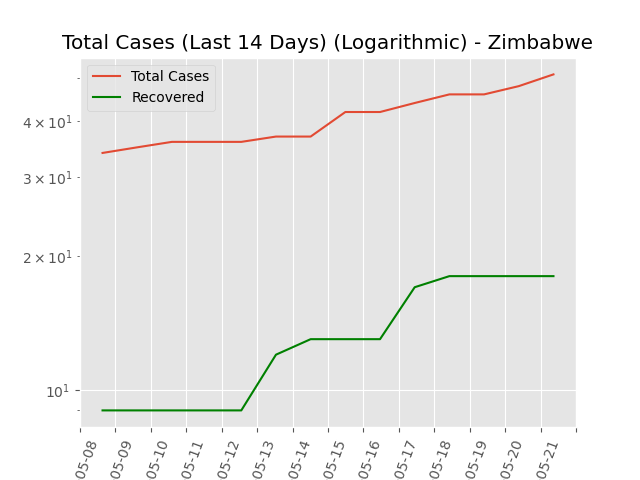 Total Cases (Last 14 Days) (Logarithmic) - Zimbabwe
Total Cases
Recovered
4 × 10¹
3 × 10¹
2 × 10¹
10¹
05-08
05-09
05-10
05-11
05-12
05-13
05-14
05-15
05-16
05-17
05-18
05-19
05-20
05-21